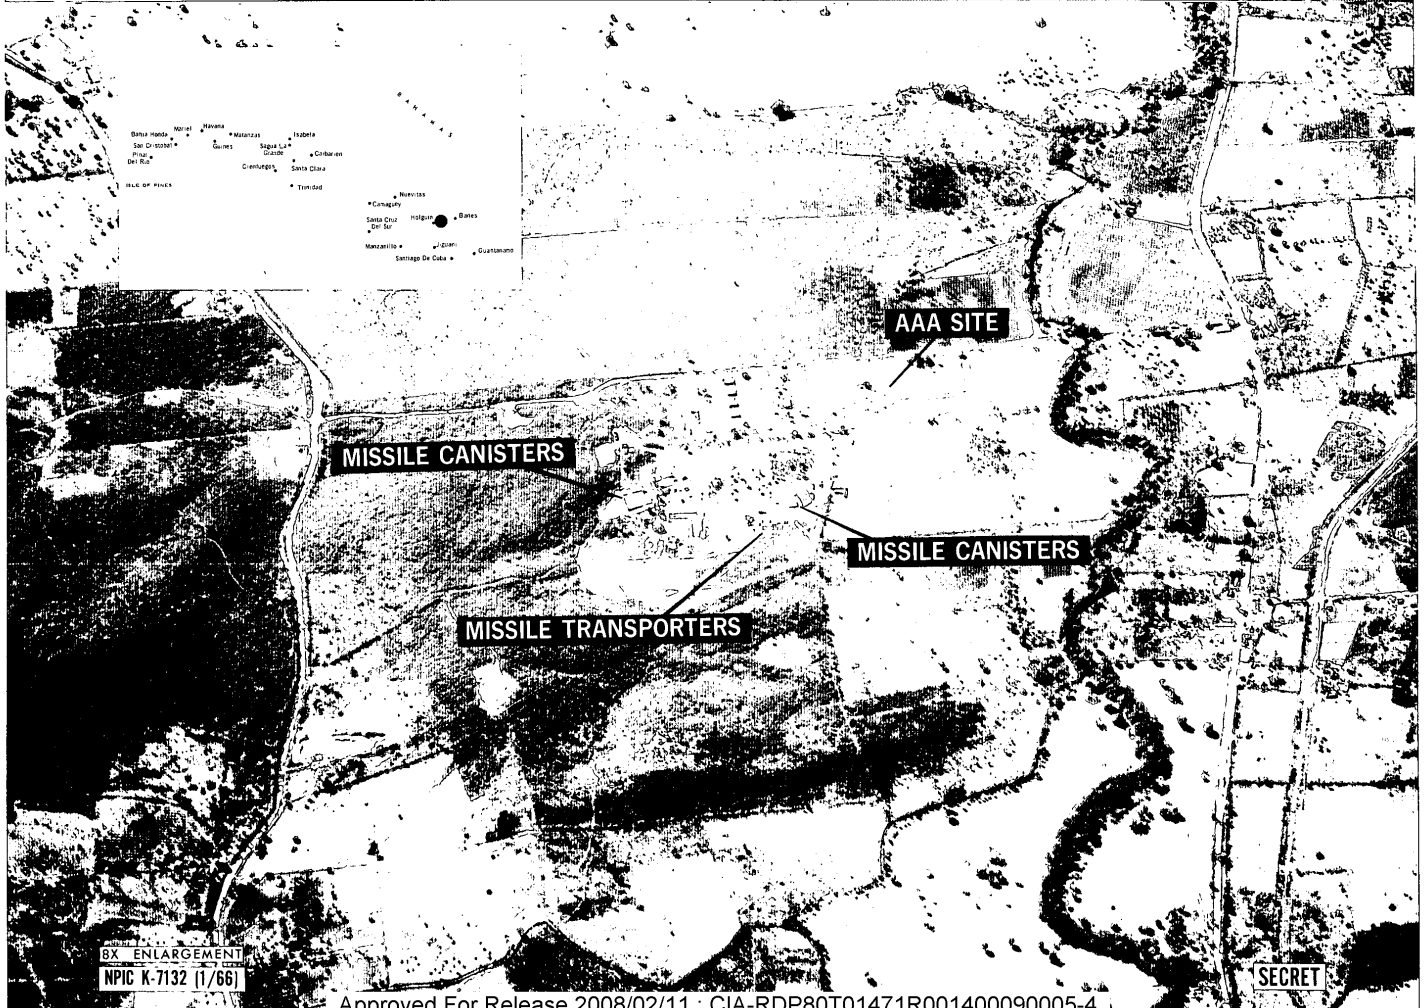 BAHAMAS
Bahia Honda
Mariel
Havana
Matanzas
Isabela
San Cristobal
Guines
Sagua La
Grande
Caibarien
Pinar
Del Rio
Cienfuegos
Santa Clara
ISLE OF PINES
Trinidad
Nuevitas
Camaguey
Santa Cruz
Del Sur
Holguin
Banes
Manzanillo
Jiguani
Guantanamo
Santiago De Cuba
AAA SITE
MISSILE CANISTERS
MISSILE CANISTERS
MISSILE TRANSPORTERS
8X ENLARGEMENT
NPIC K-7132 (1/66)
SECRET
Approved For Release 2008/02/11 : CIA-RDP80T01471R001400090005-4